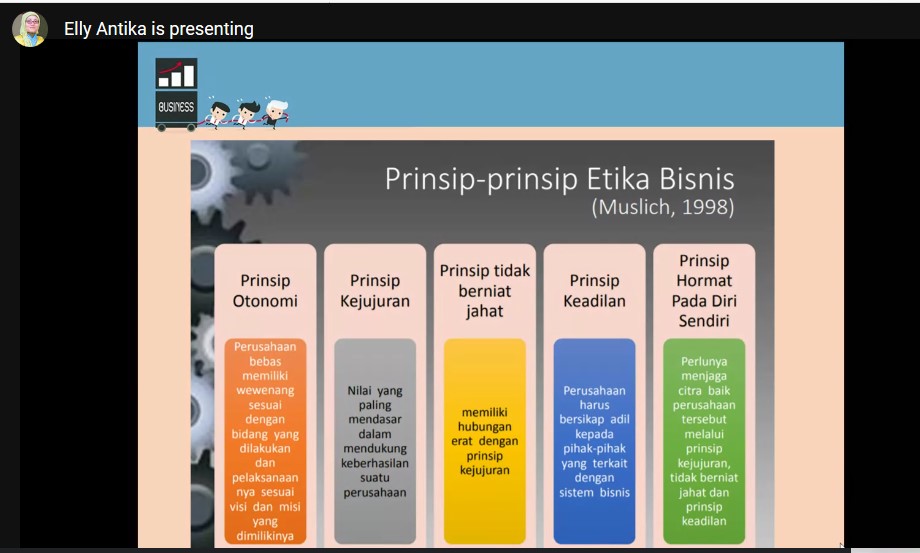 Elly Antika is presenting
BUSINESS
Prinsip-prinsip Etika Bisnis
(Muslich, 1998)
Prinsip
Otonomi
Perusahaan
bebas
memiliki
wewenang
sesuai
dengan
bidang yang
dilakukan
dan
pelaksanaan
nya sesuai
visi dan misi
yang
dimilikinya
Prinsip
Kejujuran
Nilai yang
paling
mendasar
dalam
mendukung
keberhasilan
suatu
perusahaan
Prinsip tidak
berniat
jahat
memiliki
hubungan
erat dengan
prinsip
kejujuran
Prinsip
Keadilan
Perusahaan
harus
bersikap adil
kepada
pihak-pihak
yang terkait
dengan
sistem bisnis
Prinsip
Hormat
Pada Diri
Sendiri
Perlunya
menjaga
citra baik
perusahaan
tersebut
melalui
prinsip
kejujuran,
tidak berniat
jahat dan
prinsip
keadilan